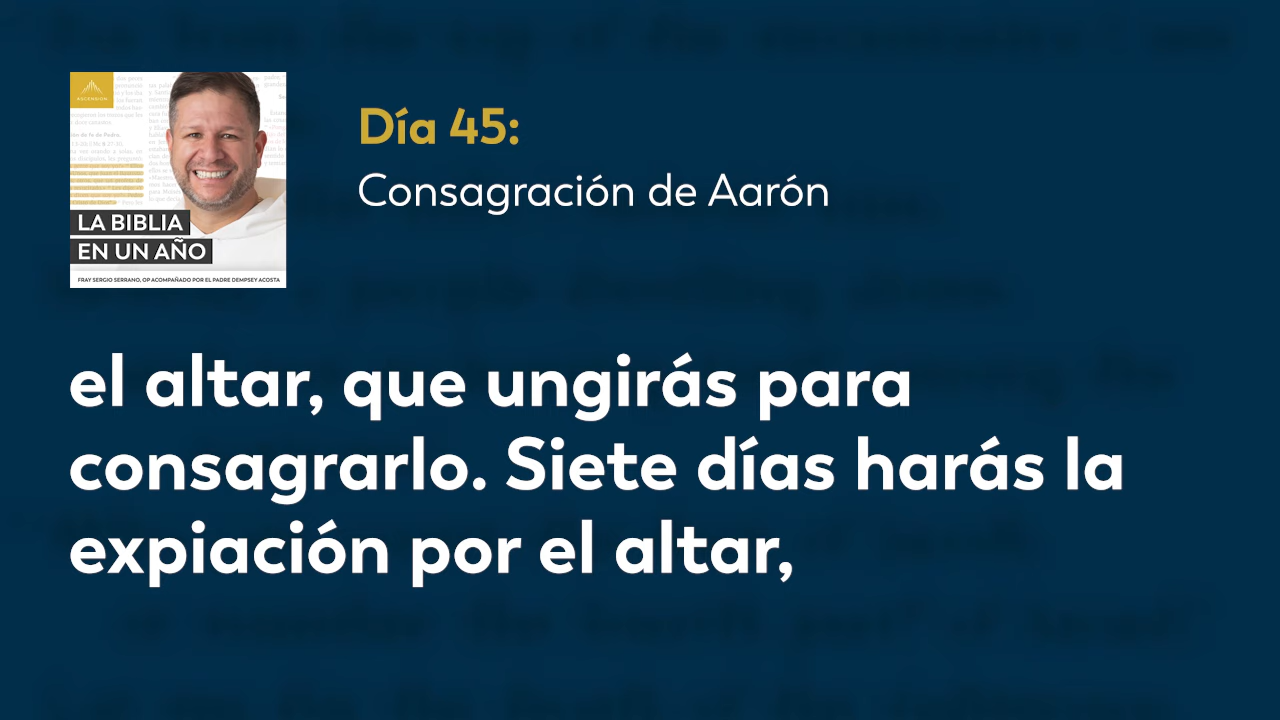 ASCENSION
LA BIBLIA
EN UN AÑO
FRAY SERGIO SERRANO, OP ACOMPAÑADO POR EL PADRE DEMPSEY ACOSTA
Día 45:
Consagración de Aarón
el altar, que ungirás para
consagrarlo. Siete días harás la
expiación por el altar,